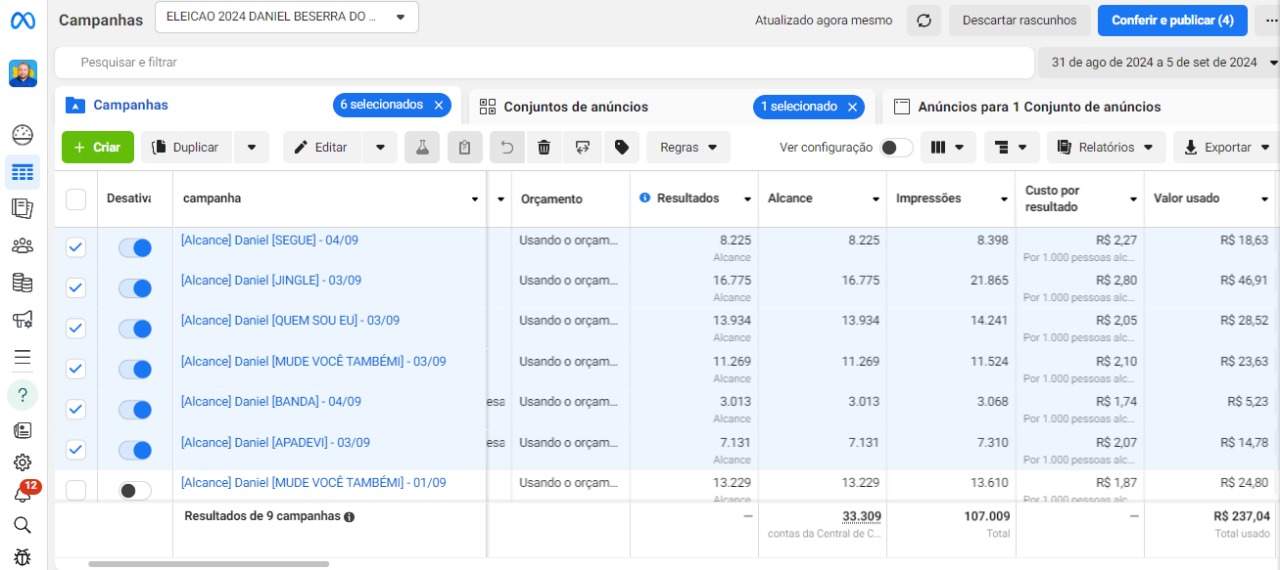 Campanhas
ELEICAO 2024 DANIEL BESERRA DO ...
Atualizado agora mesmo
Descartar rascunhos
Conferir e publicar (4)
Pesquisar e filtrar
31 de ago de 2024 a 5 de set de 2024
Campanhas
6 selecionados
Conjuntos de anúncios
1 selecionado
Anúncios para 1 Conjunto de anúncios
+ Criar
Duplicar
Editar
Regras
Ver configuração
Relatórios
Exportar
Desativa
campanha
Orçamento
Resultados
Alcance
Impressões
Custo por
resultado
Valor usado
[Alcance] Daniel [SEGUE] - 04/09
Usando o orçam...
8.225
Alcance
8.225
8.398
R$ 2,27
Por 1.000 pessoas alc...
R$ 18,63
[Alcance] Daniel [JINGLE] - 03/09
Usando o orçam...
16.775
Alcance
16.775
21.865
R$ 2,80
Por 1.000 pessoas alc...
R$ 46,91
[Alcance] Daniel [QUEM SOU EU] - 03/09
Usando o orçam...
13.934
Alcance
13.934
14.241
R$ 2,05
Por 1.000 pessoas alc...
R$ 28,52
[Alcance] Daniel [MUDE VOCÊ TAMBÉM!] - 03/09
Usando o orçam...
11.269
Alcance
11.269
11.524
R$ 2,10
Por 1.000 pessoas alc...
R$ 23,63
[Alcance] Daniel [BANDA] - 04/09
esa
Usando o orçam...
3.013
Alcance
3.013
3.068
R$ 1,74
Por 1.000 pessoas alc...
R$ 5,23
[Alcance] Daniel [APADEVI] - 03/09
esa
Usando o orçam...
7.131
Alcance
7.131
7.310
R$ 2,07
Por 1.000 pessoas alc...
R$ 14,78
[Alcance] Daniel [MUDE VOCÊ TAMBÉM!] - 01/09
Usando o orçam...
13.229
Alcance
13.229
13.610
R$ 1,87
Por 1.000 pessoas alc...
R$ 24,80
12
Resultados de 9 campanhas
—
33.309
contas da Central de C...
107.009
Total
—
R$ 237,04
Total usado